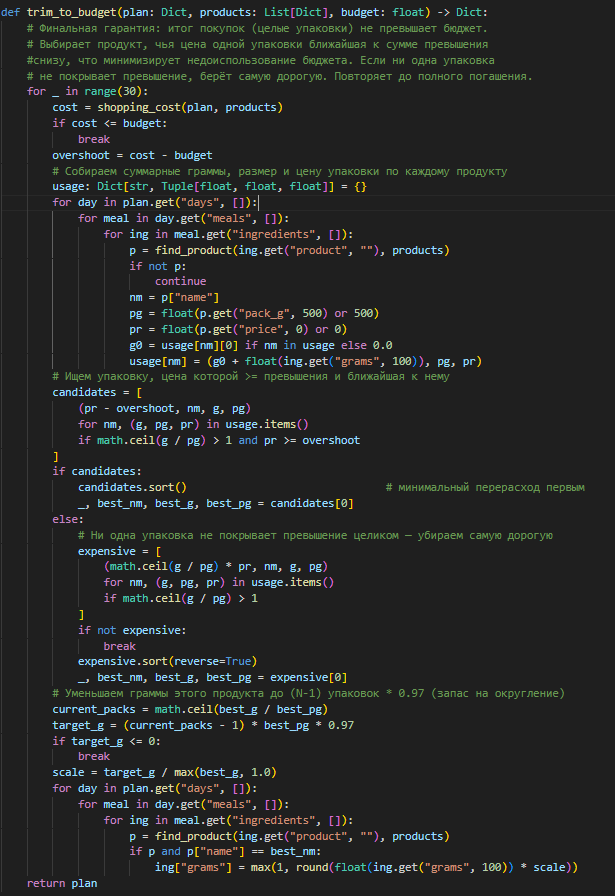 def trim_to_budget(plan: Dict, products: List[Dict], budget: float) -> Dict:
    # Финальная гарантия: итог покупок (целые упаковки) не превышает бюджет.
    # Выбирает продукт, чья цена одной упаковки ближайшая к сумме превышения
    #снизу, что минимизирует недоиспользование бюджета. Если ни одна упаковка
    # не покрывает превышение, берёт самую дорогую. Повторяет до полного погашения.
    for _ in range(30):
        cost = shopping_cost(plan, products)
        if cost <= budget:
            break
        overshoot = cost - budget
        # Собираем суммарные граммы, размер и цену упаковки по каждому продукту
        usage: Dict[str, Tuple[float, float, float]] = {}
        for day in plan.get("days", []):
            for meal in day.get("meals", []):
                for ing in meal.get("ingredients", []):
                    p = find_product(ing.get("product", ""), products)
                    if not p:
                        continue
                    nm = p["name"]
                    pg = float(p.get("pack_g", 500) or 500)
                    pr = float(p.get("price", 0) or 0)
                    g0 = usage[nm][0] if nm in usage else 0.0
                    usage[nm] = (g0 + float(ing.get("grams", 100)), pg, pr)
        # Ищем упаковку, цена которой >= превышения и ближайшая к нему
        candidates = [
            (pr - overshoot, nm, g, pg)
            for nm, (g, pg, pr) in usage.items()
            if math.ceil(g / pg) > 1 and pr >= overshoot
        ]
        if candidates:
            candidates.sort()                               # минимальный перерасход первым
            _, best_nm, best_g, best_pg = candidates[0]
        else:
            # Ни одна упаковка не покрывает превышение целиком — убираем самую дорогую
            expensive = [
                (math.ceil(g / pg) * pr, nm, g, pg)
                for nm, (g, pg, pr) in usage.items()
                if math.ceil(g / pg) > 1
            ]
            if not expensive:
                break
            expensive.sort(reverse=True)
            _, best_nm, best_g, best_pg = expensive[0]
        # Уменьшаем граммы этого продукта до (N-1) упаковок * 0.97 (запас на округление)
        current_packs = math.ceil(best_g / best_pg)
        target_g = (current_packs - 1) * best_pg * 0.97
        if target_g <= 0:
            break
        scale = target_g / max(best_g, 1.0)
        for day in plan.get("days", []):
            for meal in day.get("meals", []):
                for ing in meal.get("ingredients", []):
                    p = find_product(ing.get("product", ""), products)
                    if p and p["name"] == best_nm:
                        ing["grams"] = max(1, round(float(ing.get("grams", 100)) * scale))
    return plan